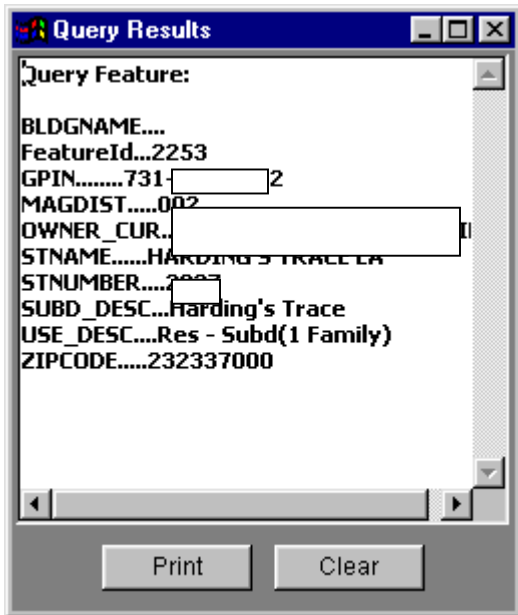 Query Results
Query Feature:
BLDGNAME....
FeatureId...2253
GPIN........731- 2
MAGDIST.....002
OWNER_CUR..
STNAME......HARDING'S TRACE LA
STNUMBER....
SUBD_DESC...Harding's Trace
USE_DESC....Res - Subd(1 Family)
ZIPCODE.....232337000
Print Clear